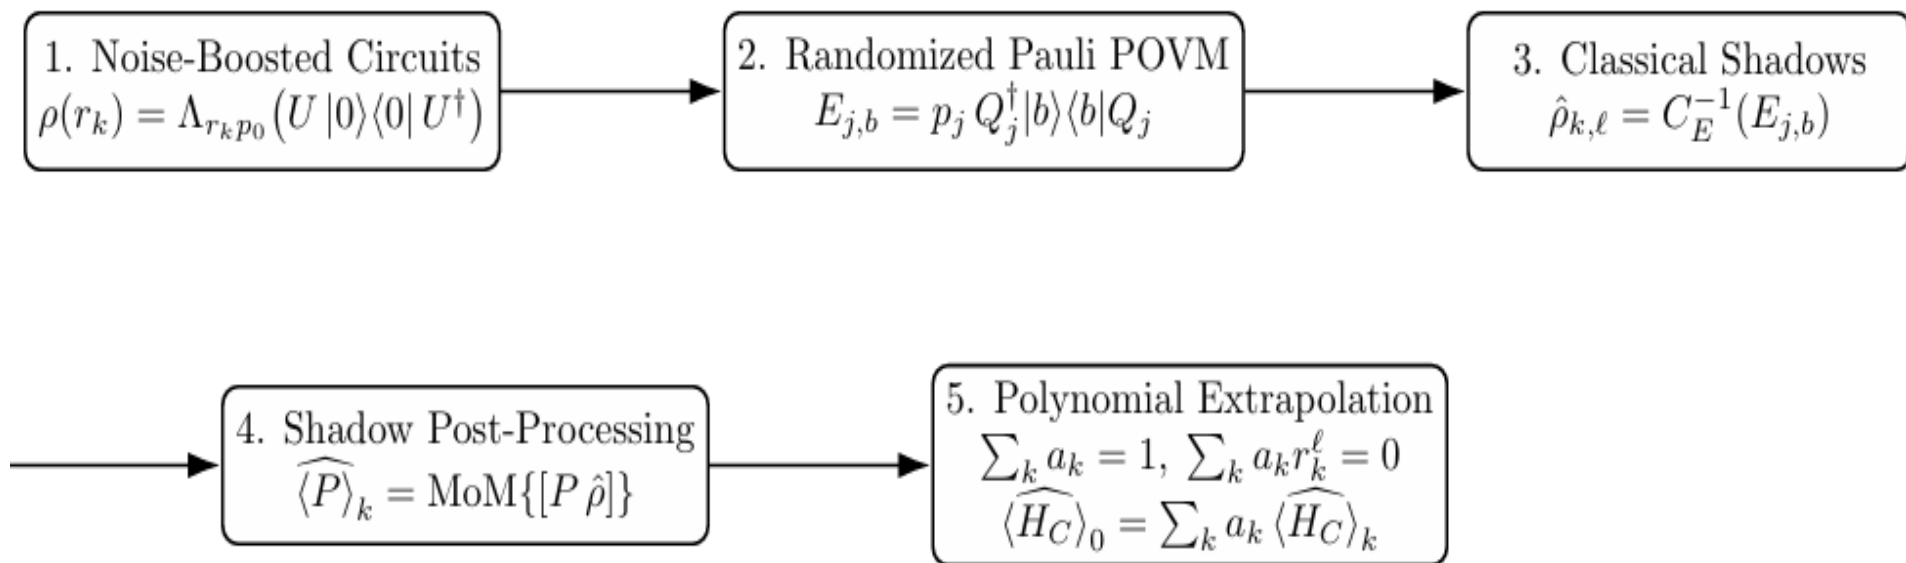 1. Noise-Boosted Circuits
ρ(r_k) = Λ_{r_k p_0}(U |0⟩⟨0| U†)
2. Randomized Pauli POVM
E_{j,b} = p_j Q_j^† |b⟩⟨b| Q_j
3. Classical Shadows
ρ̂_{k,ℓ} = C_E^{-1}(E_{j,b})
4. Shadow Post-Processing
\widehat{⟨P⟩}_k = MoM{[P ρ̂]}
5. Polynomial Extrapolation
∑_k a_k = 1, ∑_k a_k r_k^ℓ = 0
\widehat{⟨H_C⟩}_0 = ∑_k a_k \widehat{⟨H_C⟩}_k